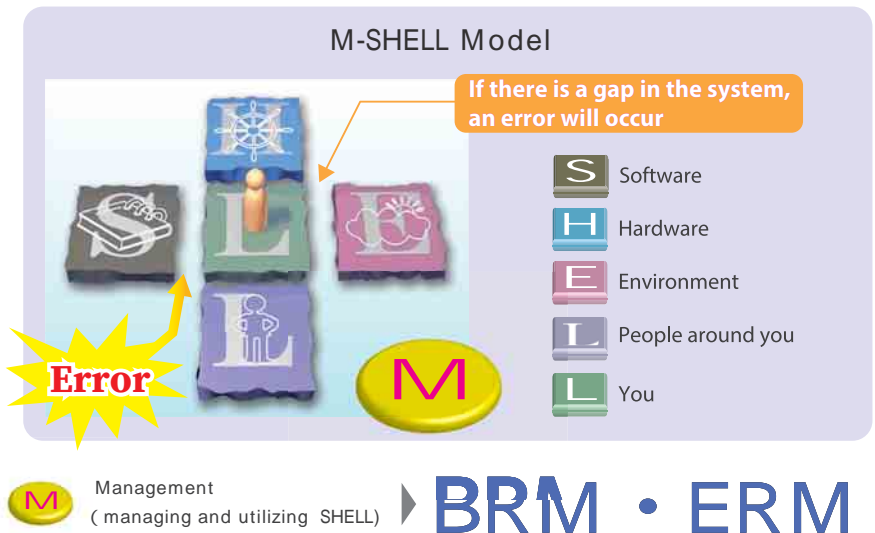 M-SHELL Model
If there is a gap in the system,
an error will occur
H
S
L
E
L
Error
M
S Software
H Hardware
E Environment
L People around you
L You
M Management
( managing and utilizing SHELL)
BRM・ERM